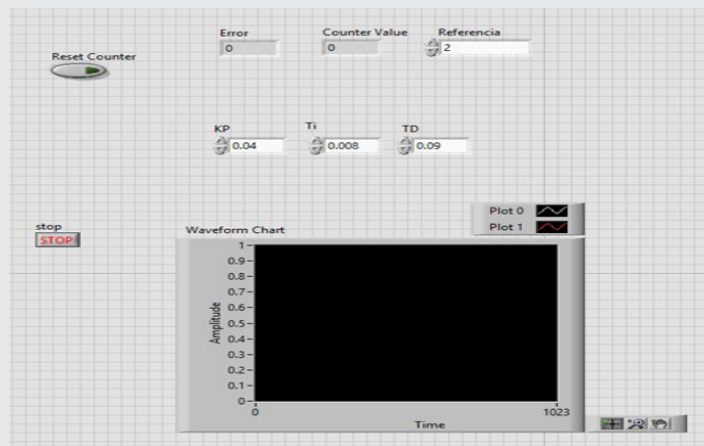 Error
Counter Value
Referencia
0
0
2
Reset Counter
KP
Ti
TD
0.04
0.008
0.09
Plot 0
Plot 1
stop
STOP
Waveform Chart
1
0.9
0.8
0.7
0.6
0.5
0.4
0.3
0.2
0.1
0
Amplitude
0
1023
Time